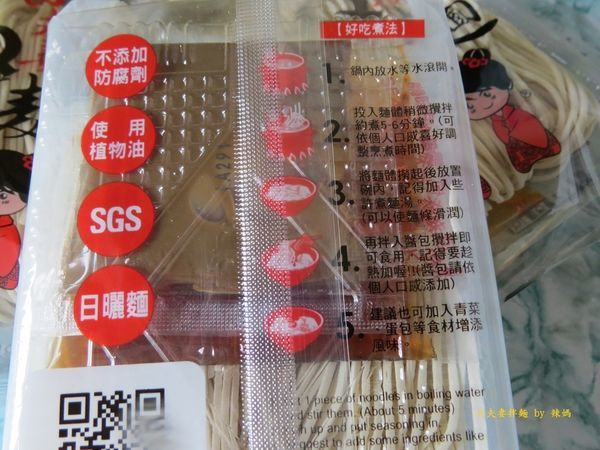 【好吃煮法】
不添加
防腐劑
使用
植物油
SGS
日曬麵
1. 鍋內放水等水滾開。
2. 投入麵體稍微攪拌
約煮5-6分鐘。(可
依個人口感喜好調
整烹煮時間)
3. 將麵體撈起後放置
碗內，記得加入些
許煮麵湯。
(可以使麵條滑潤)
4. 再拌入醬包攪拌即
可食用，記得要趁
熱加喔!!(醬包請依
個人口感添加)
5. 建議也可加入青菜
、蛋包等食材增添
風味。
1 piece of noodles in boiling water
stir them. (About 5 minutes)
up and put seasoning in
to add some ingredients like
夫妻拌麵 by 辣媽